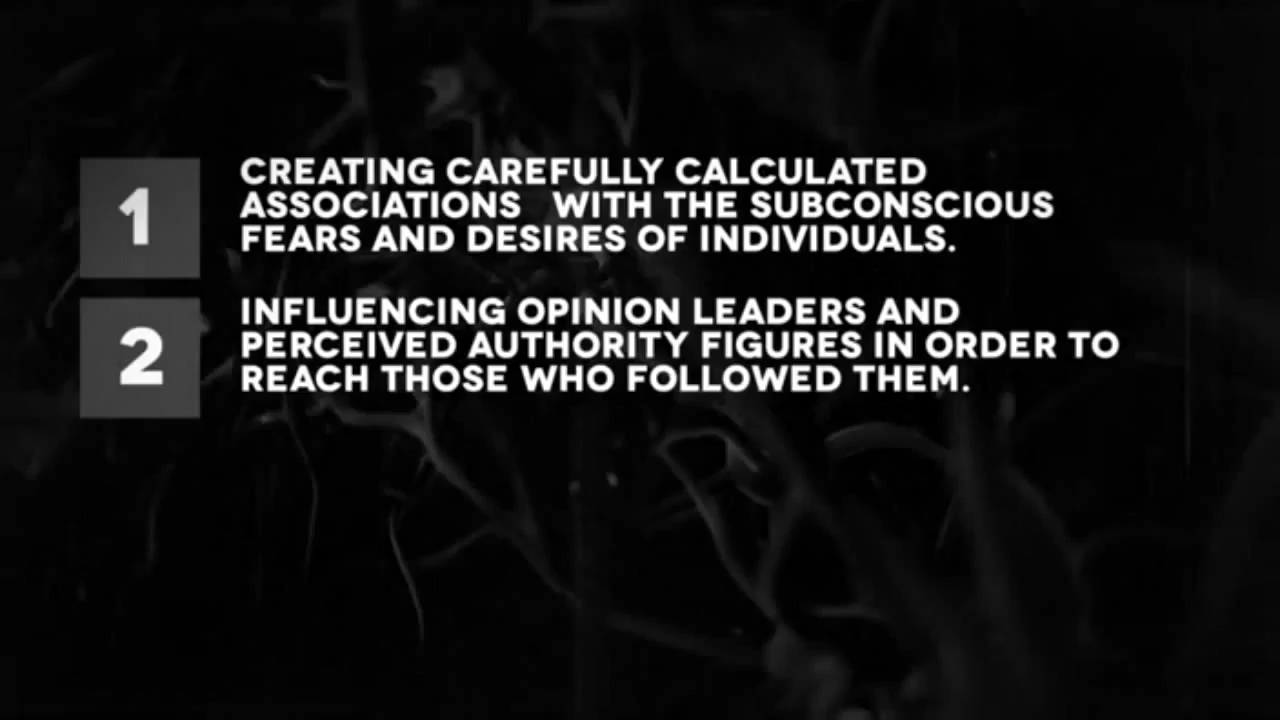 1
CREATING CAREFULLY CALCULATED
ASSOCIATIONS WITH THE SUBCONSCIOUS
FEARS AND DESIRES OF INDIVIDUALS.
2
INFLUENCING OPINION LEADERS AND
PERCEIVED AUTHORITY FIGURES IN ORDER TO
REACH THOSE WHO FOLLOWED THEM.